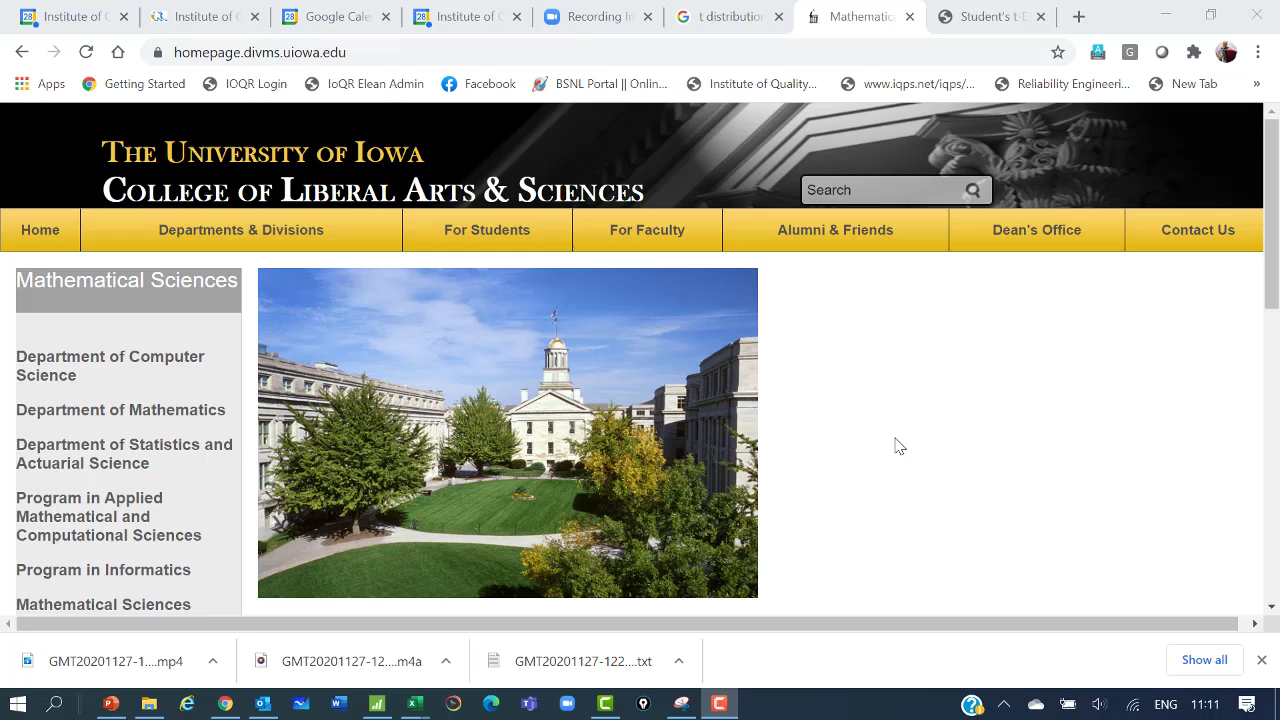 Institute of C
Institute of C
Google Cale
Institute of C
Recording In
t distribution
Mathematica
Student's t-D
homepage.divms.uiowa.edu
Apps
Getting Started
IOQR Login
IoQR Elean Admin
Facebook
BSNL Portal || Onlin...
Institute of Quality...
www.iqps.net/iqps/...
Reliability Engineeri...
New Tab
»
THE UNIVERSITY OF IOWA
COLLEGE OF LIBERAL ARTS & SCIENCES
Search
Home
Departments & Divisions
For Students
For Faculty
Alumni & Friends
Dean's Office
Contact Us
Mathematical Sciences
Department of Computer
Science
Department of Mathematics
Department of Statistics and
Actuarial Science
Program in Applied
Mathematical and
Computational Sciences
Program in Informatics
Mathematical Sciences
GMT20201127-1....mp4
GMT20201127-12....m4a
GMT20201127-122....txt
Show all
ENG
11:11